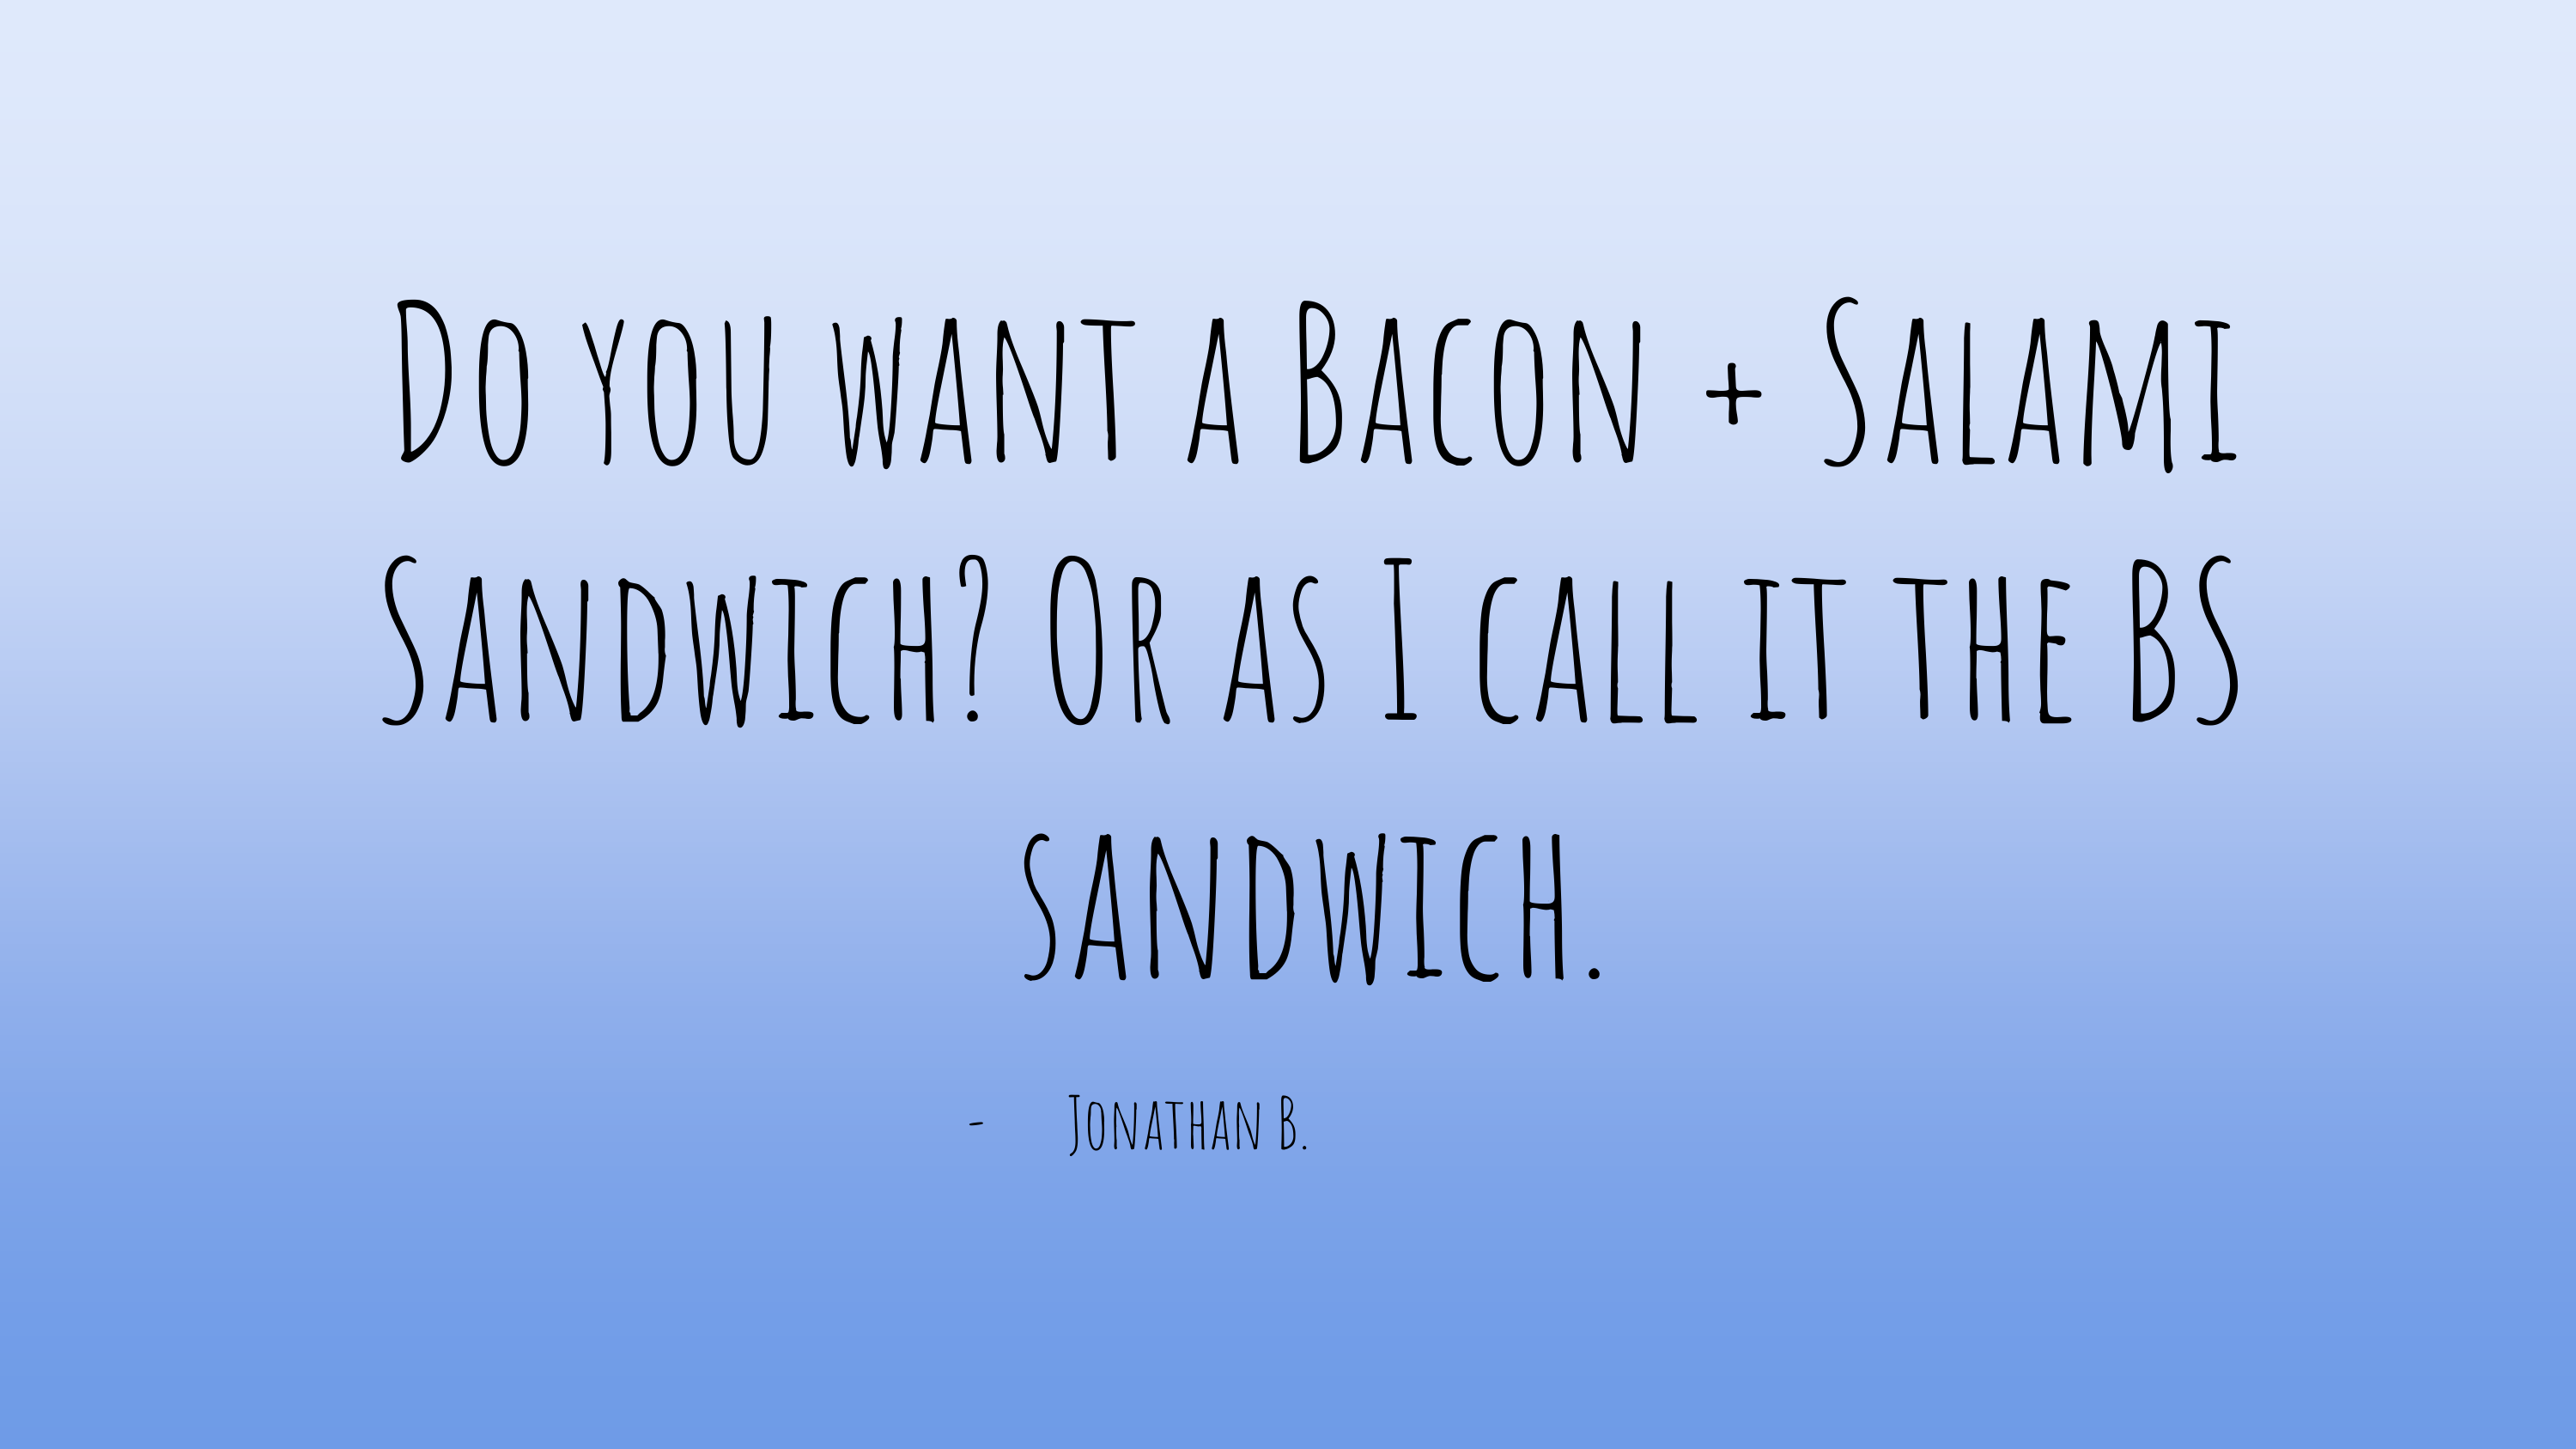 Do you want a Bacon + Salami
Sandwich? Or as I call it the BS
sandwich.
- Jonathan B.